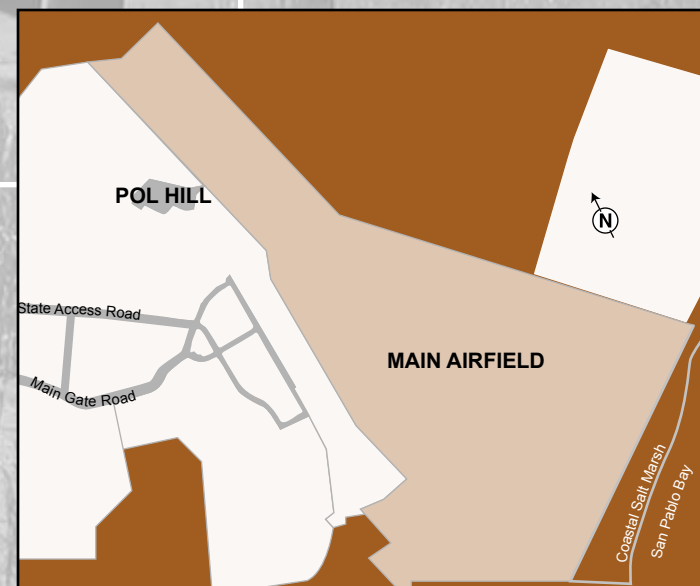 POL HILL
N
State Access Road
MAIN AIRFIELD
Main Gate Road
Coastal Salt Marsh
San Pablo Bay